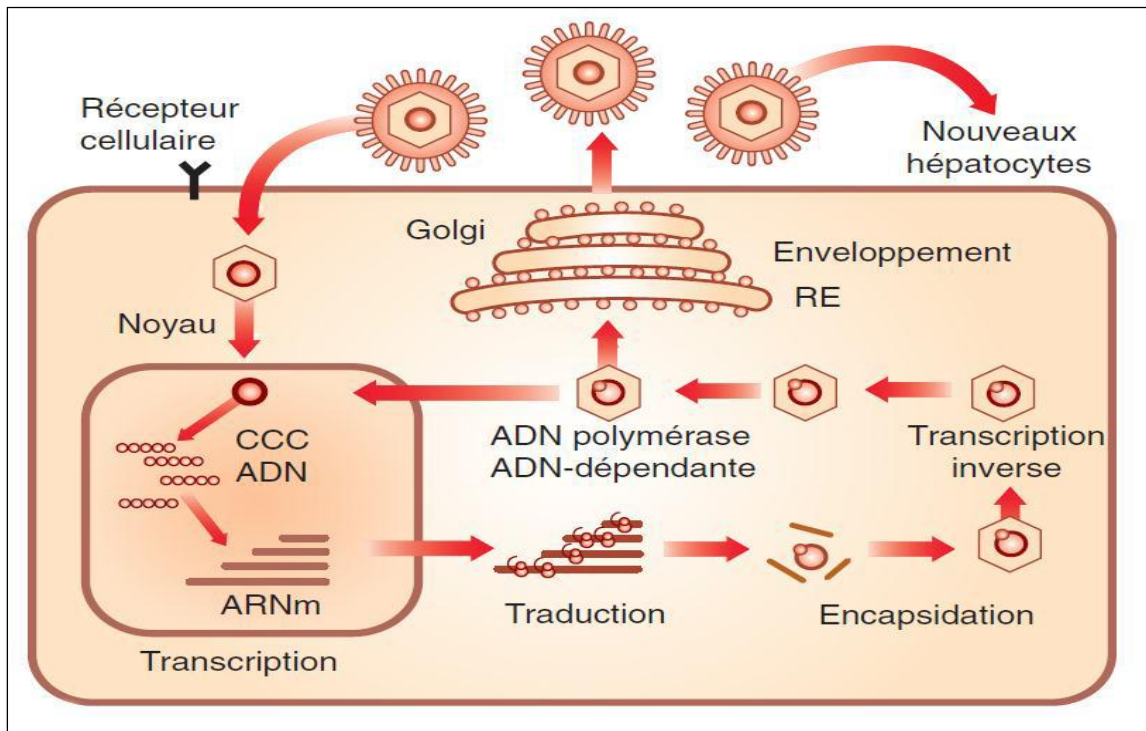 Récepteur
cellulaire
Nouveaux
hépatocytes
Golgi
Enveloppement
RE
Noyau
CCC
ADN
ADN polymérase
ADN-dépendante
Transcription
inverse
ARNm
Traduction
Encapsidation
Transcription